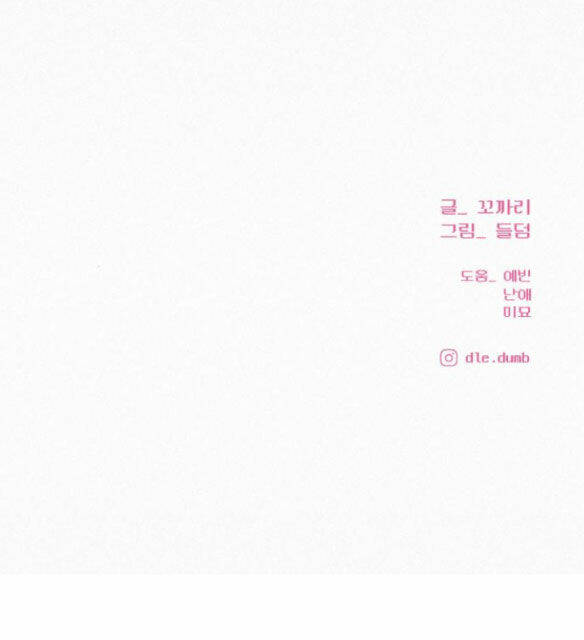 글_ 꼬까리
그림_ 들덤
도움_ 예빈
난애
미묘
dle.dumb